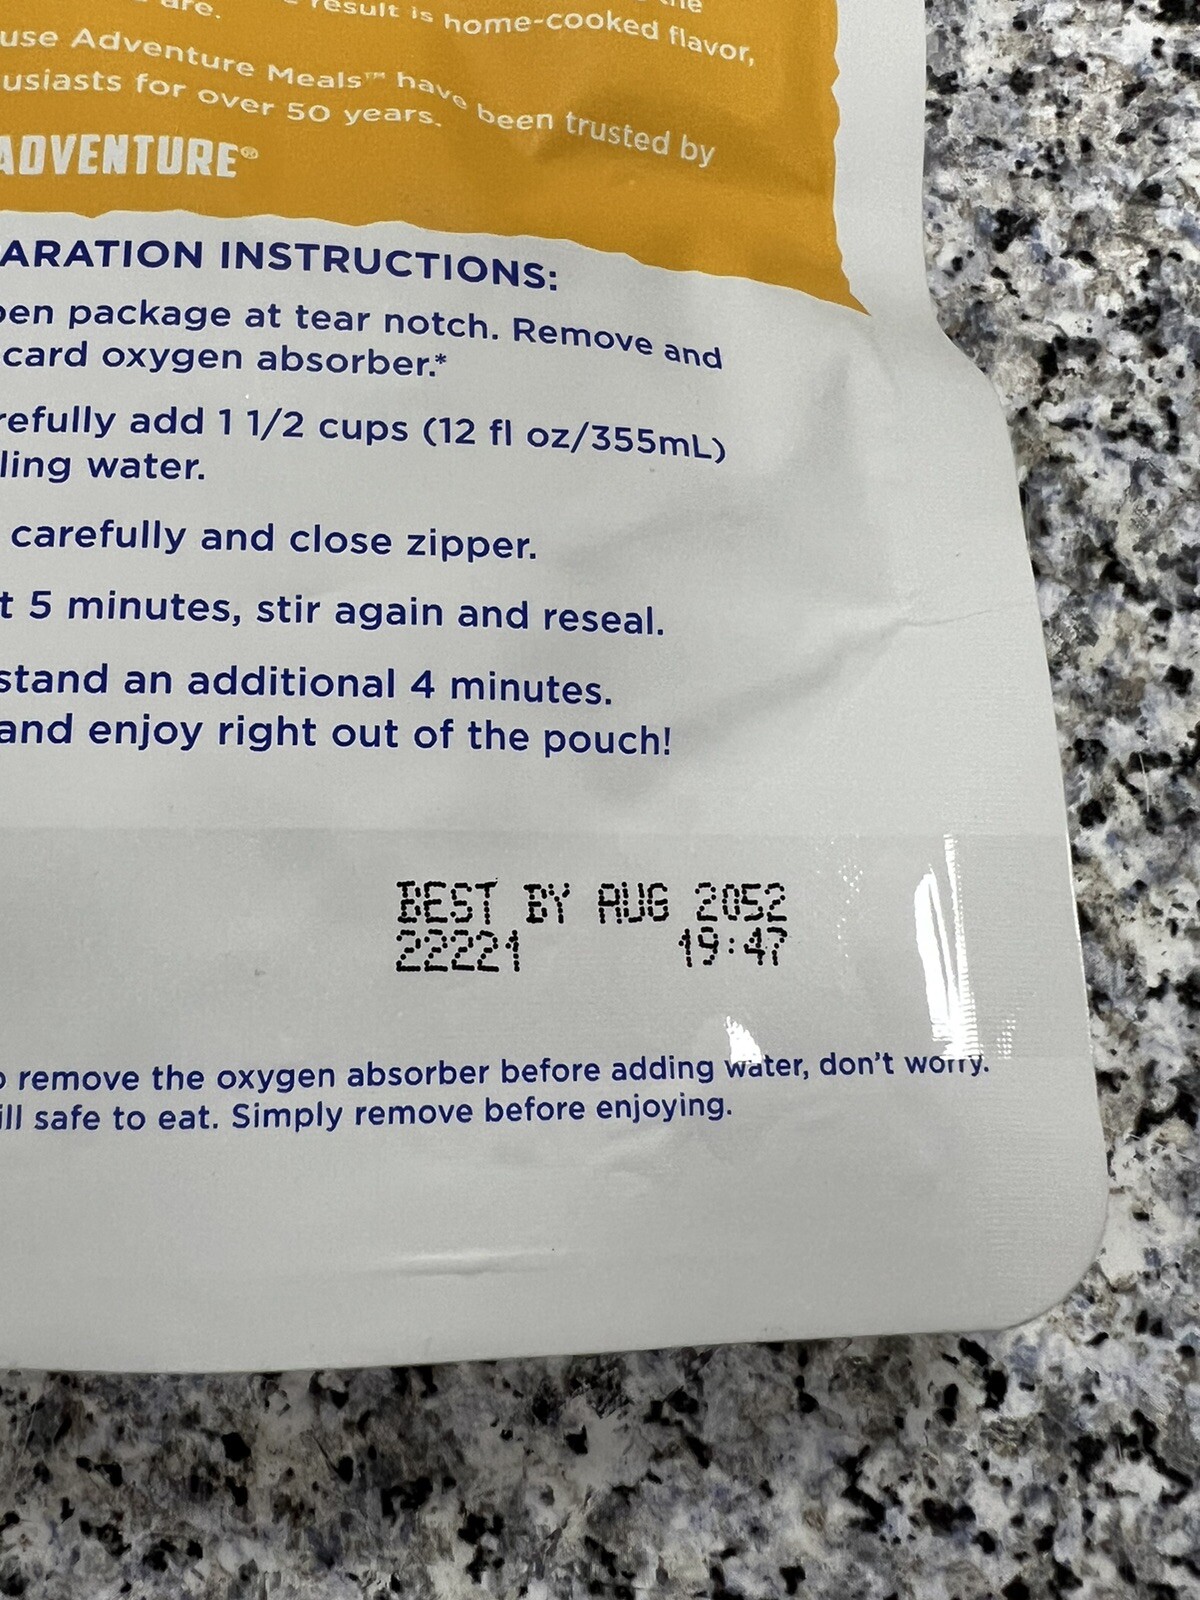 are.
result is home-cooked flavor,
use Adventure Meals™ have been trusted by
usiasts for over 50 years.
ADVENTURE®
ARATION INSTRUCTIONS:
pen package at tear notch. Remove and
card oxygen absorber.*
refully add 1 1/2 cups (12 fl oz/355mL)
ling water.
carefully and close zipper.
t 5 minutes, stir again and reseal.
stand an additional 4 minutes.
and enjoy right out of the pouch!
BEST BY AUG 2052
22221 19:47
o remove the oxygen absorber before adding water, don't worry.
ill safe to eat. Simply remove before enjoying.